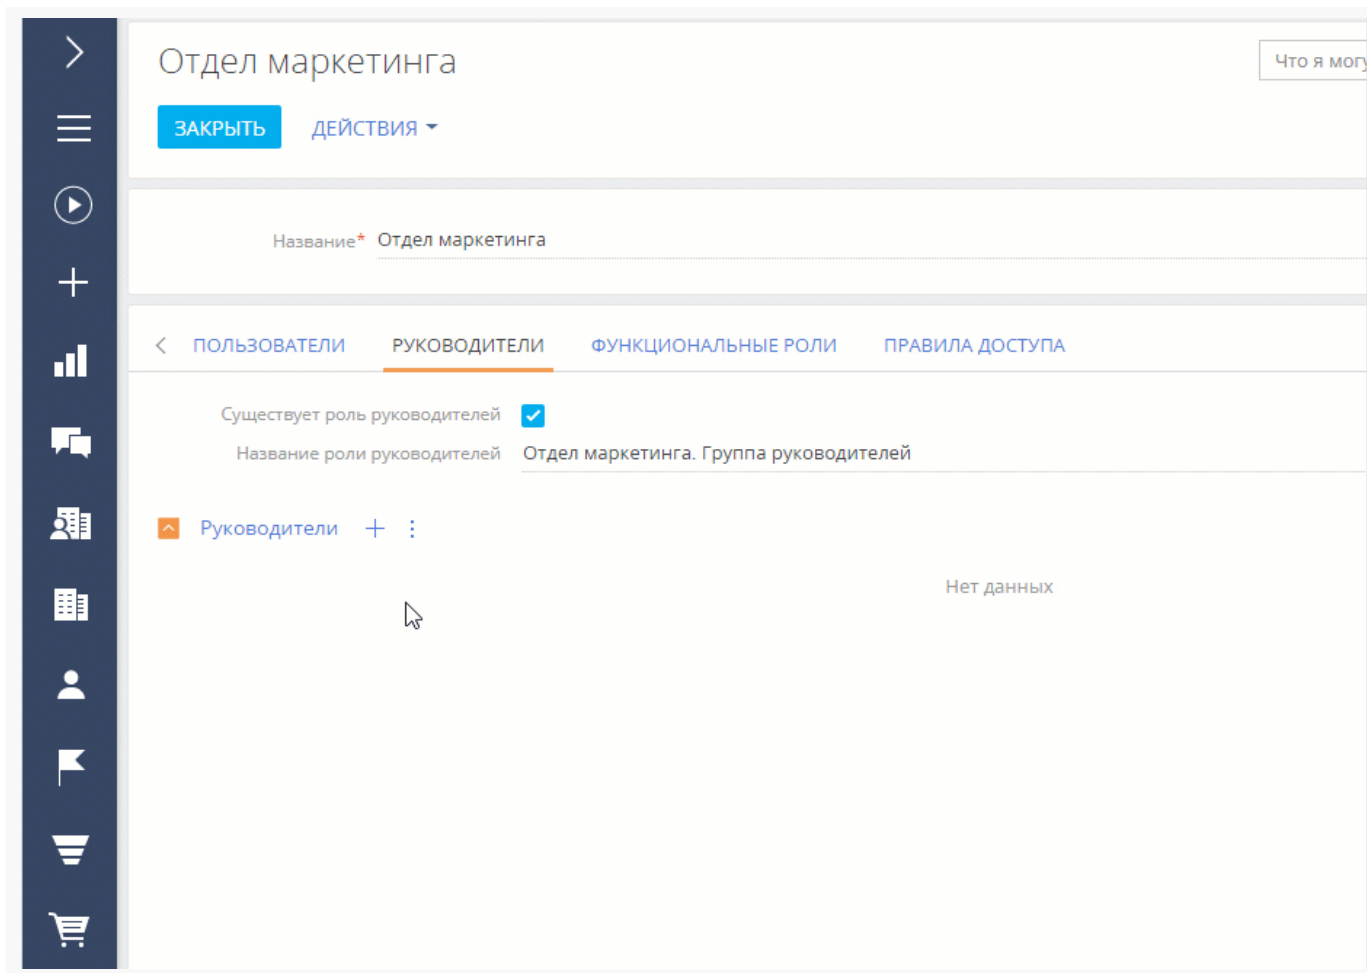 Отдел маркетинга
Что я могу
ЗАКРЫТЬ ДЕЙСТВИЯ
Название* Отдел маркетинга
ПОЛЬЗОВАТЕЛИ РУКОВОДИТЕЛИ ФУНКЦИОНАЛЬНЫЕ РОЛИ ПРАВИЛА ДОСТУПА
Существует роль руководителей
Название роли руководителей Отдел маркетинга. Группа руководителей
Руководители
Нет данных